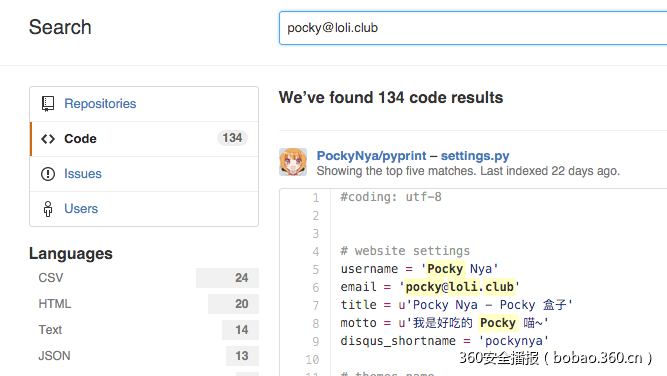 Search
pocky@loli.club
Repositories
Code 134
Issues
Users
Languages
CSV 24
HTML 20
Text 14
JSON 13
We've found 134 code results
PockyNya/pyprint – settings.py
Showing the top five matches. Last indexed 22 days ago.
1 #coding: utf-8
2
3
4 # website settings
5 username = 'Pocky Nya'
6 email = 'pocky@loli.club'
7 title = u'Pocky Nya - Pocky 盒子'
8 motto = u'我是好吃的 Pocky 喵~'
9 disqus_shortname = 'pockynya'
10
11 # themes name
360安全播报（bobao.360.cn）